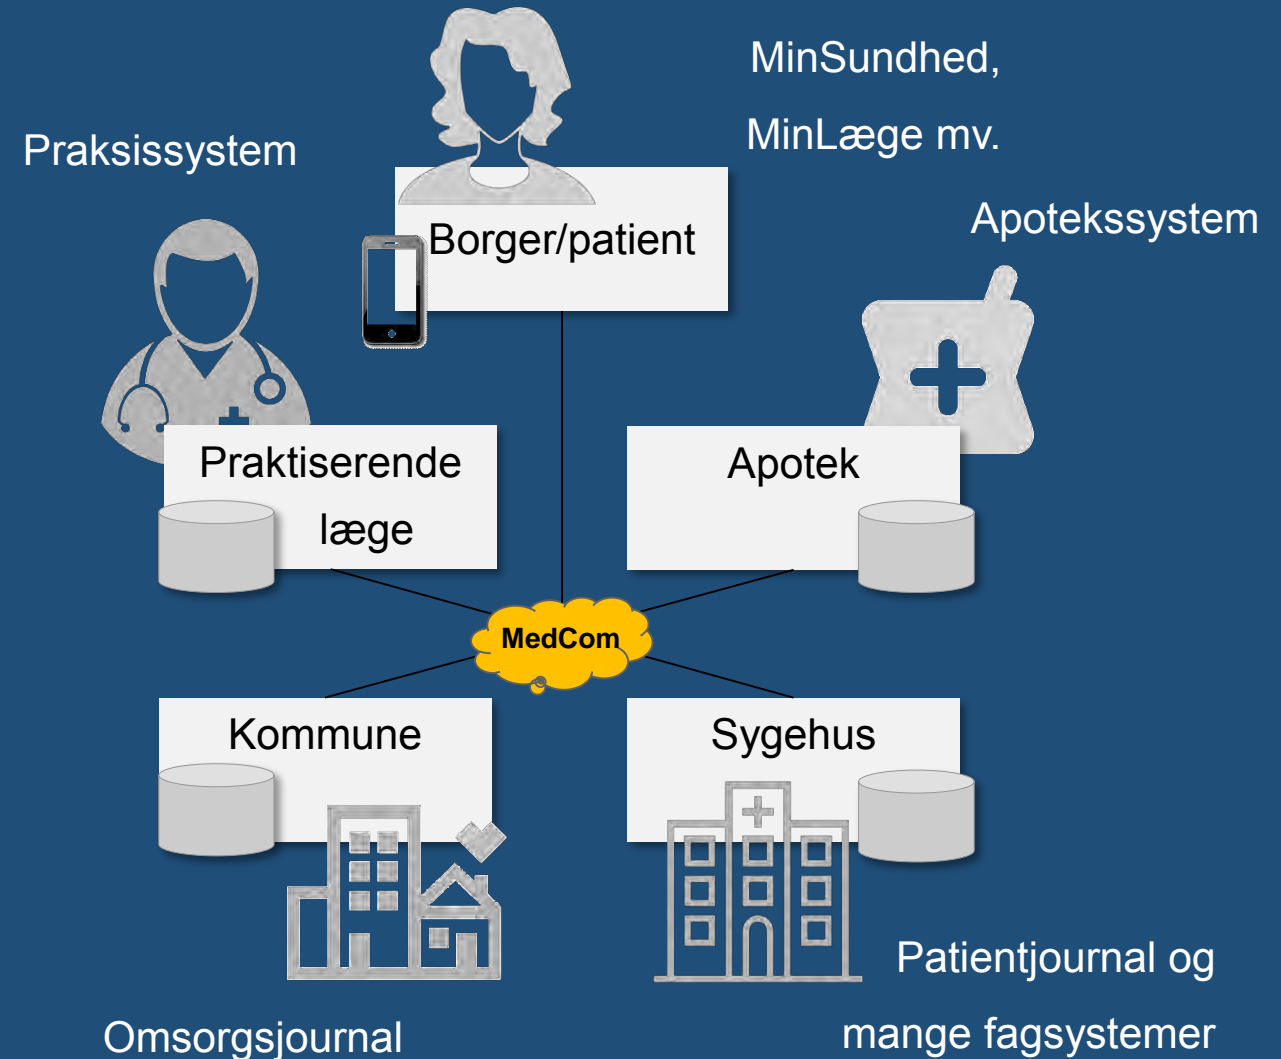 MinSundhed,
MinLæge mv.
Praksissystem
Borger/patient
Apotekssystem
Praktiserende
læge
Apotek
MedCom
Kommune
Sygehus
Omsorgsjournal
Patientjournal og
mange fagsystemer